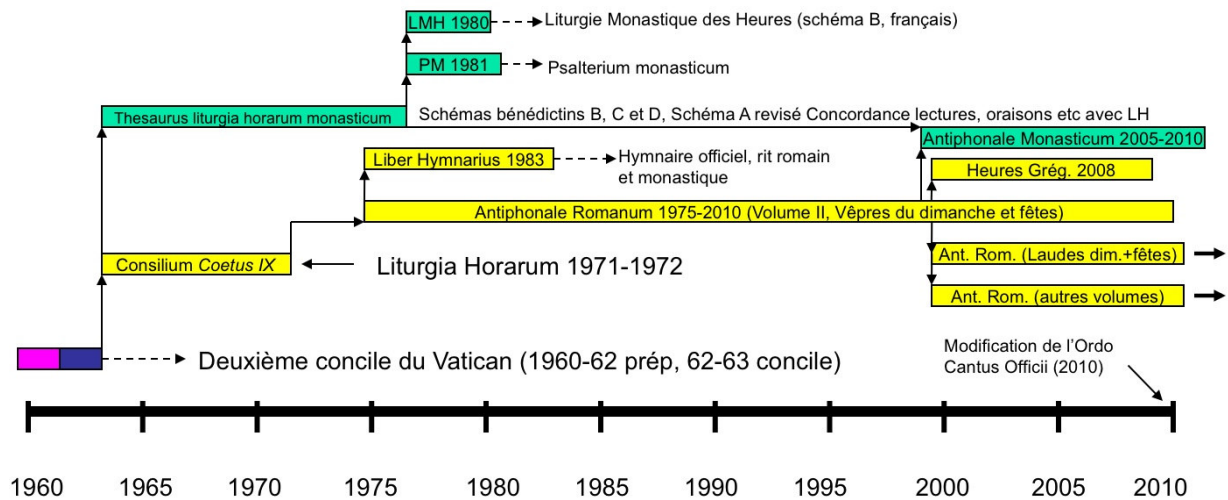 LMH 1980
Liturgie Monastique des Heures (schéma B, français)
PM 1981
Psalterium monasticum
Thesaurus liturgia horarum monasticum
Schémas bénédictins B, C et D, Schéma A revisé Concordance lectures, oraisons etc avec LH
Antiphonale Monasticum 2005-2010
Liber Hymnarius 1983
Hymnaire officiel, rit romain
et monastique
Heures Grég. 2008
Antiphonale Romanum 1975-2010 (Volume II, Vêpres du dimanche et fêtes)
Consilium Coetus IX
Liturgia Horarum 1971-1972
Ant. Rom. (Laudes dim.+fêtes)
Ant. Rom. (autres volumes)
Deuxième concile du Vatican (1960-62 prép, 62-63 concile)
Modification de l’Ordo
Cantus Officii (2010)
1960 1965 1970 1975 1980 1985 1990 1995 2000 2005 2010